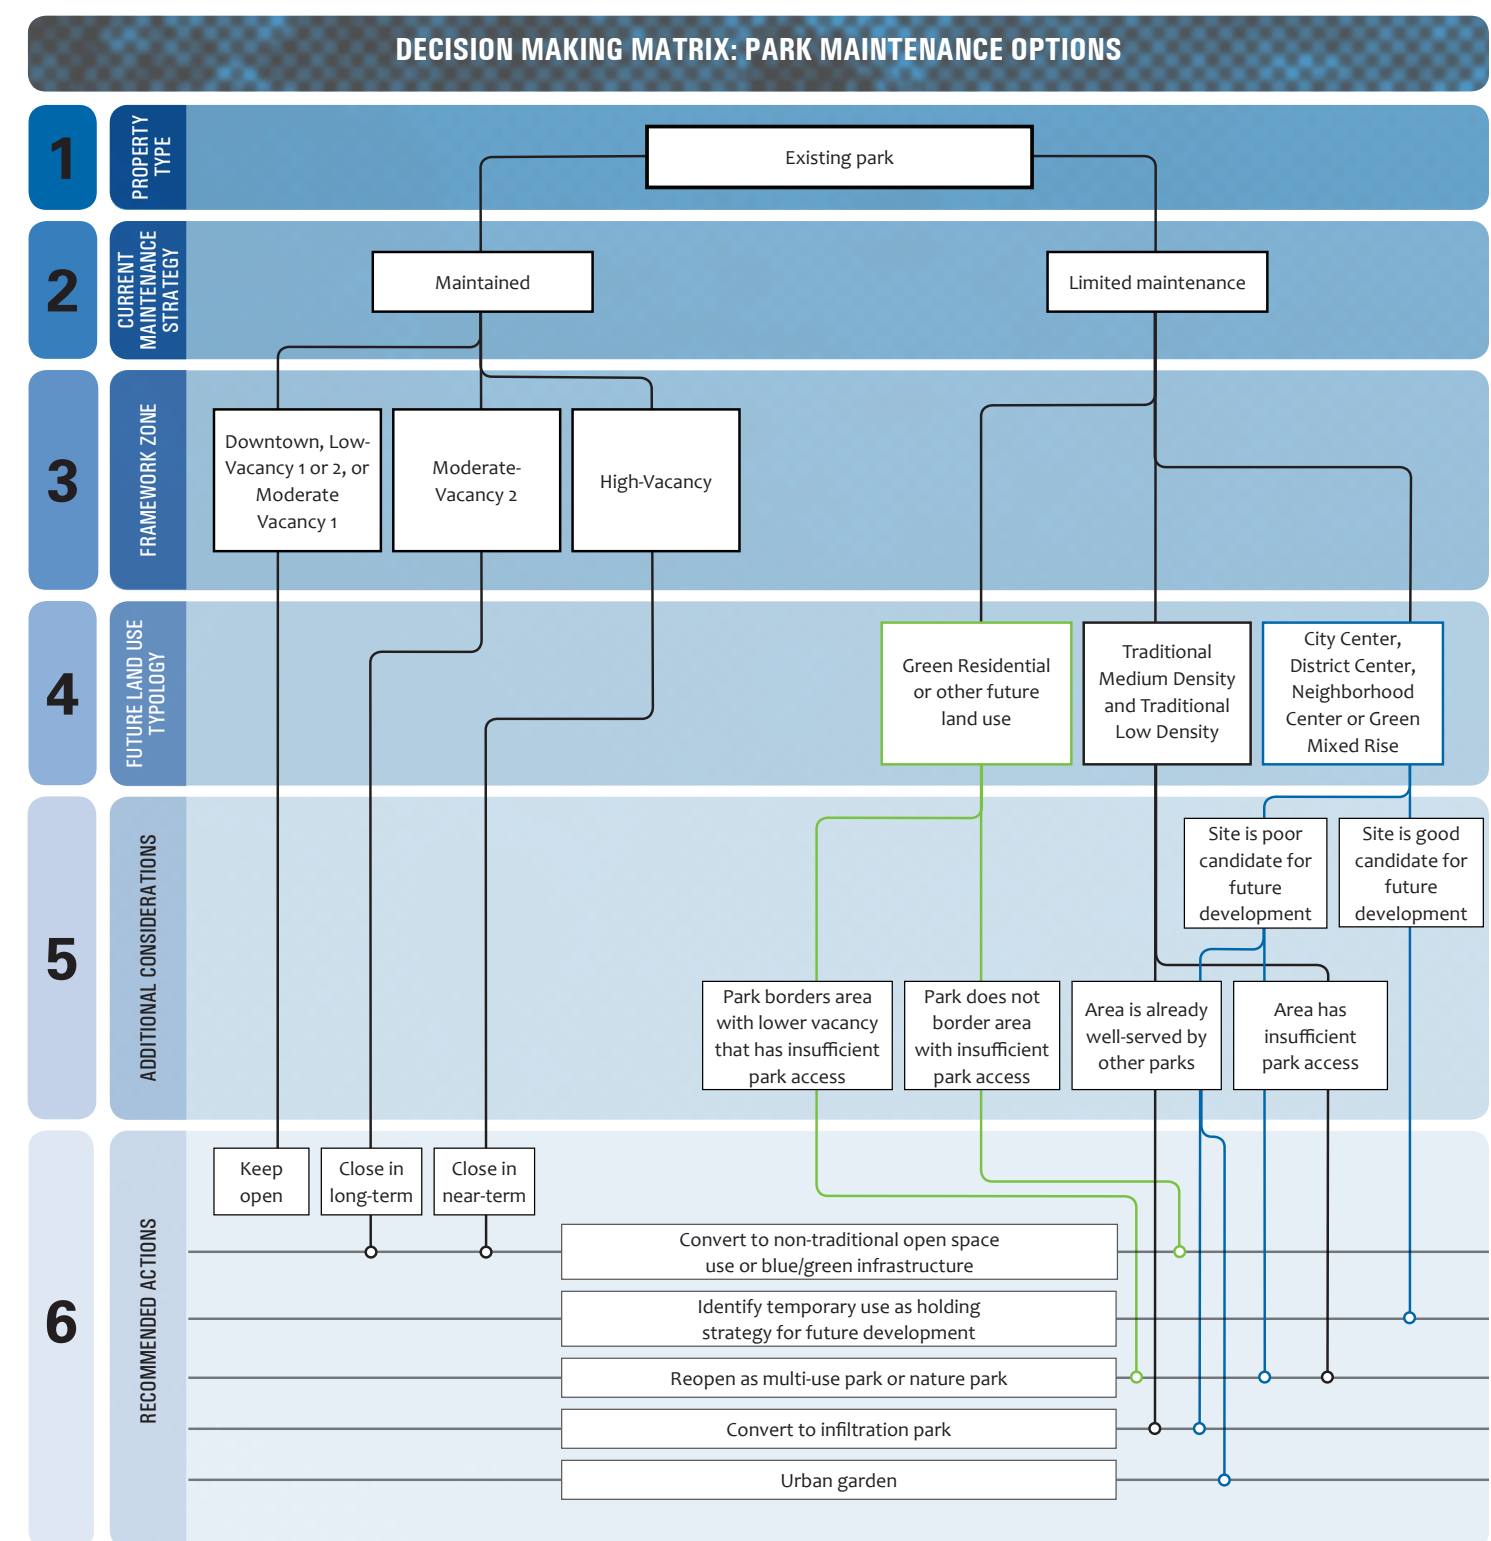 DECISION MAKING MATRIX: PARK MAINTENANCE OPTIONS
1
PROPERTY
TYPE
Existing park
2
CURRENT
MAINTENANCE
STRATEGY
Maintained
Limited maintenance
3
FRAMEWORK ZONE
Downtown, Low-
Vacancy 1 or 2, or
Moderate
Vacancy 1
Moderate-
Vacancy 2
High-Vacancy
4
FUTURE LAND USE
TYPOLOGY
Green Residential
or other future
land use
Traditional
Medium Density
and Traditional
Low Density
City Center,
District Center,
Neighborhood
Center or Green
Mixed Rise
5
ADDITIONAL CONSIDERATIONS
Site is poor
candidate for
future
development
Site is good
candidate for
future
development
Park borders area
with lower vacancy
that has insufficient
park access
Park does not
border area
with insufficient
park access
Area is already
well-served by
other parks
Area has
insufficient
park access
6
RECOMMENDED ACTIONS
Keep
open
Close in
long-term
Close in
near-term
Convert to non-traditional open space
use or blue/green infrastructure
Identify temporary use as holding
strategy for future development
Reopen as multi-use park or nature park
Convert to infiltration park
Urban garden